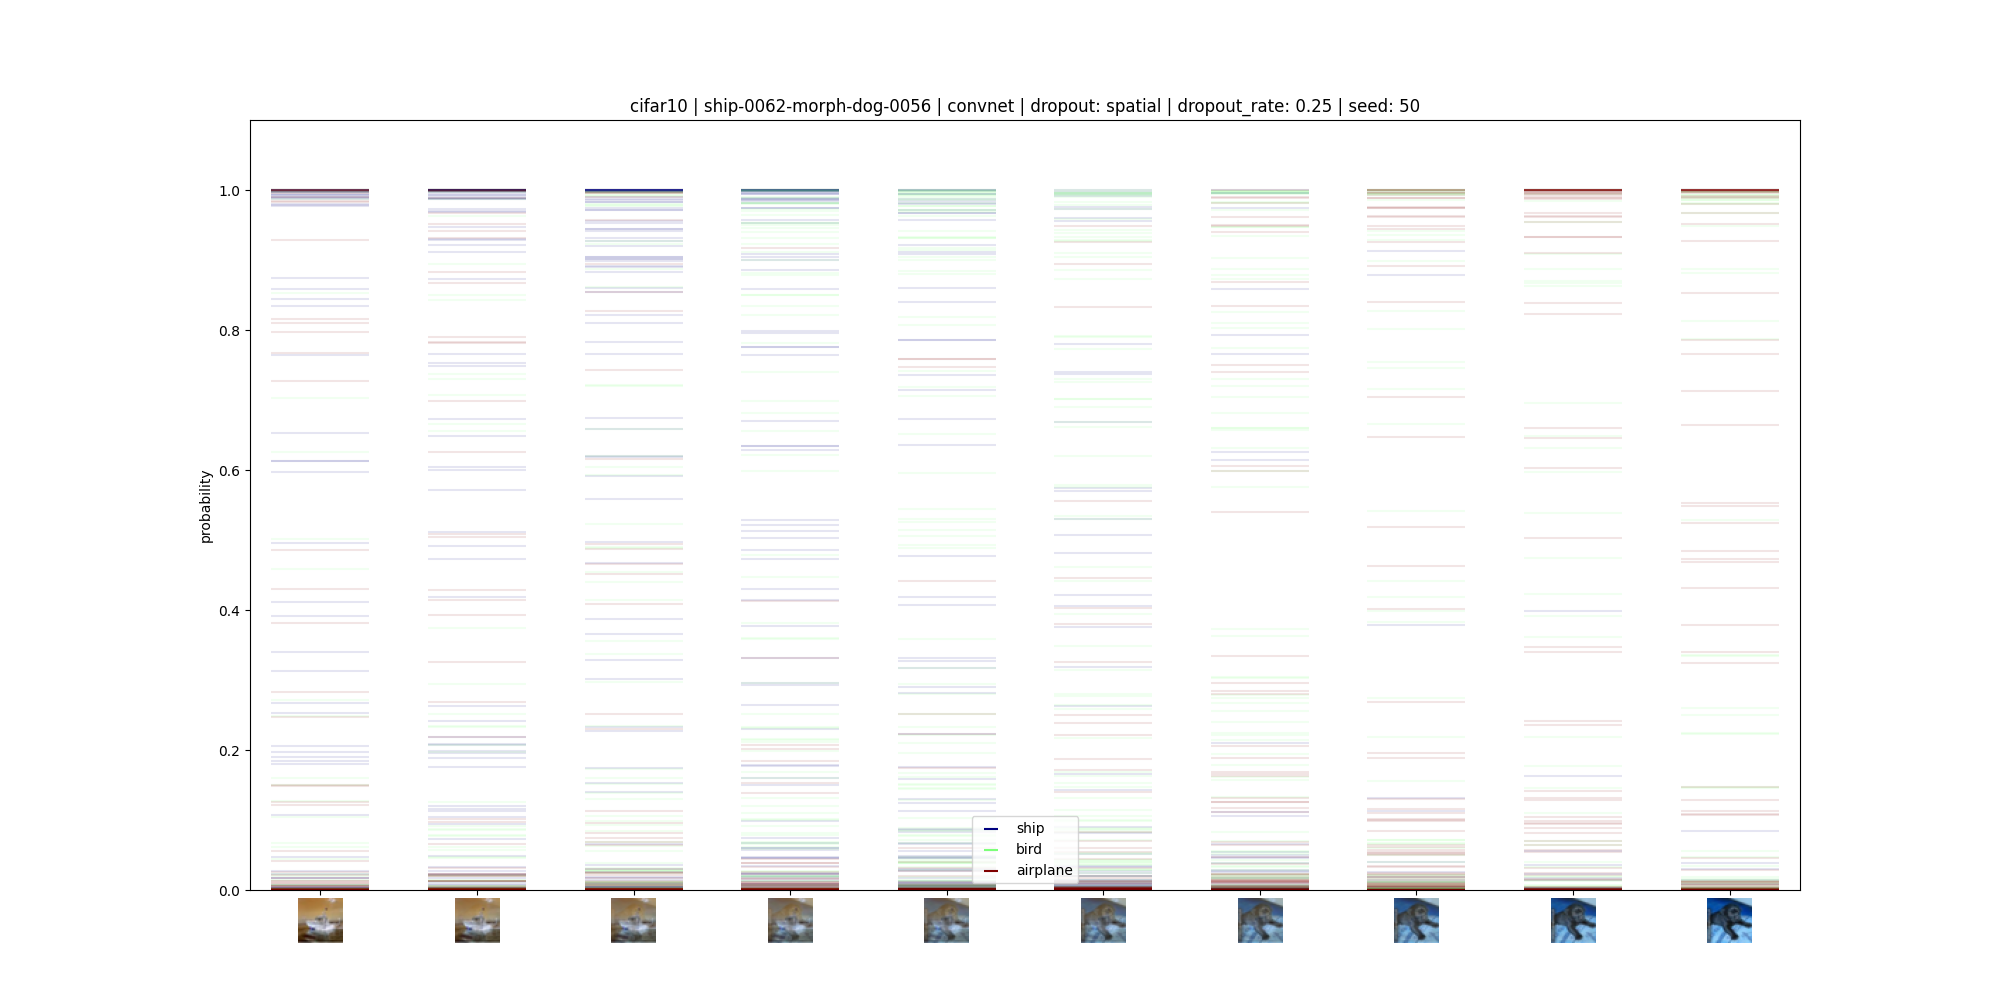 cifar10 | ship-0062-morph-dog-0056 | convnet | dropout: spatial | dropout_rate: 0.25 | seed: 50
1.0
0.8
0.6
probability
0.4
0.2
0.0
ship
bird
airplane